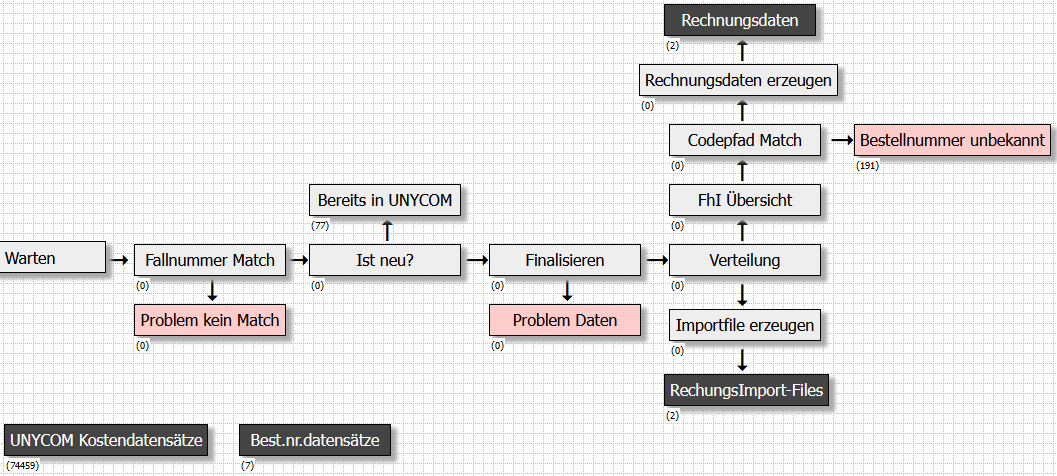 Rechnungsdaten
(2)
Rechnungsdaten erzeugen
(0)
Codepfad Match
(0)
Bestellnummer unbekannt
(191)
Bereits in UNYCOM
(77)
FhI Übersicht
(0)
Warten
Fallnummer Match
(0)
Ist neu?
(0)
Finalisieren
(0)
Verteilung
(0)
Problem kein Match
(0)
Problem Daten
(0)
Importfile erzeugen
(0)
RechungsImport-Files
(2)
UNYCOM Kostendatensätze
(74459)
Best.nr.datensätze
(7)